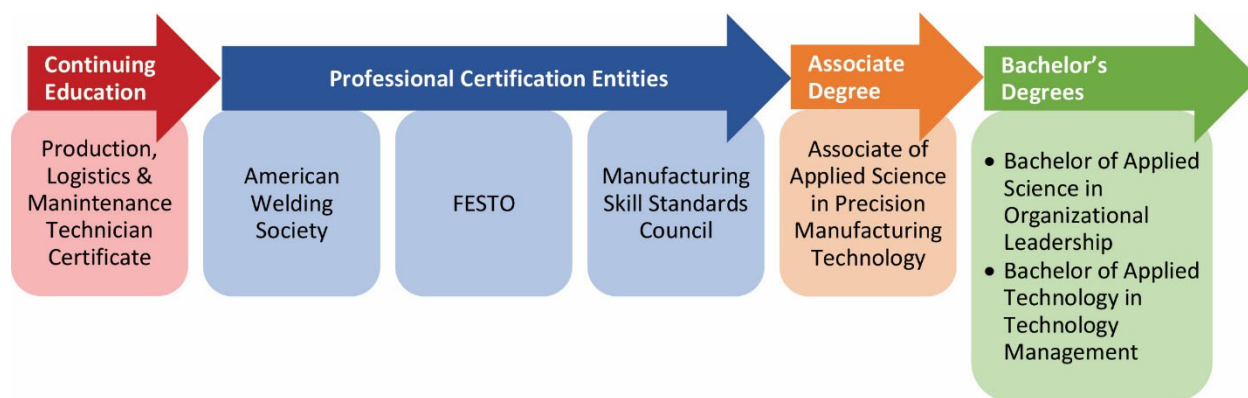 Continuing
Education
Professional Certification Entities
Associate
Degree
Bachelor's
Degrees
Production,
Logistics &
Manintenance
Technician
Certificate
American
Welding
Society
FESTO
Manufacturing
Skill Standards
Council
Associate of
Applied Science
in Precision
Manufacturing
Technology
• Bachelor of Applied
Science in
Organizational
Leadership
• Bachelor of Applied
Technology in
Technology
Management